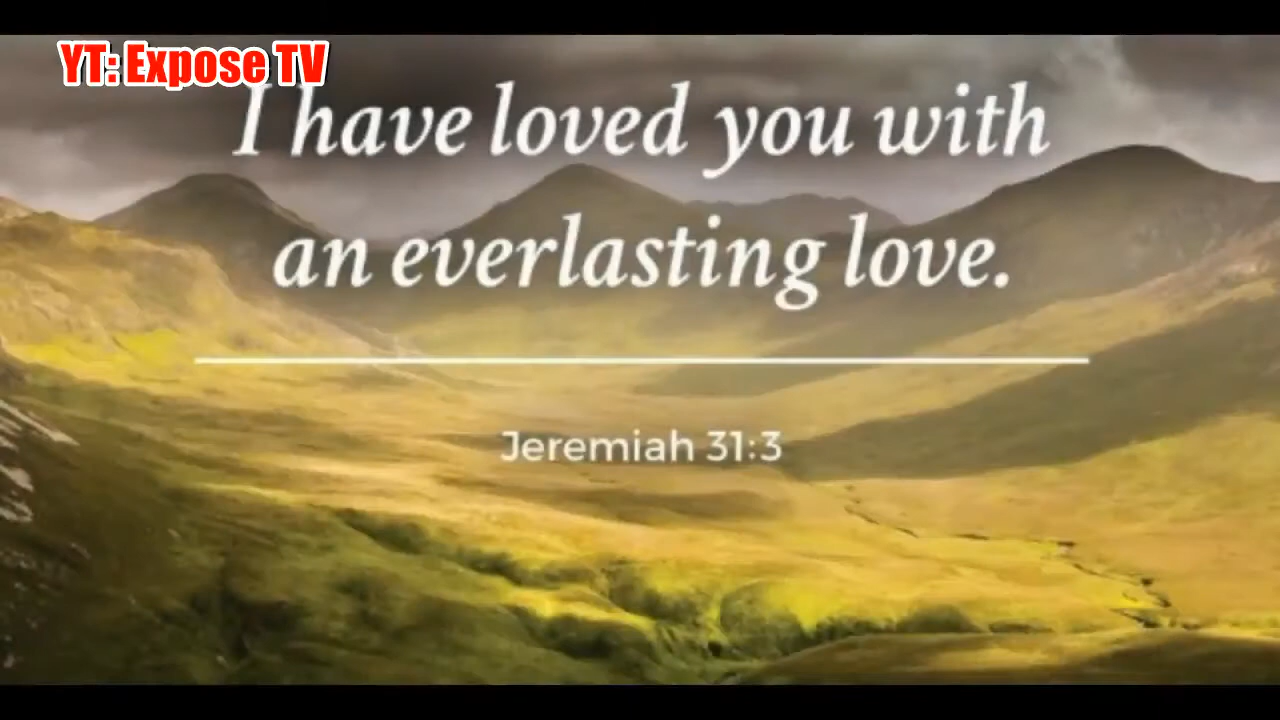 YT: Expose TV
I have loved you with
an everlasting love.
Jeremiah 31:3